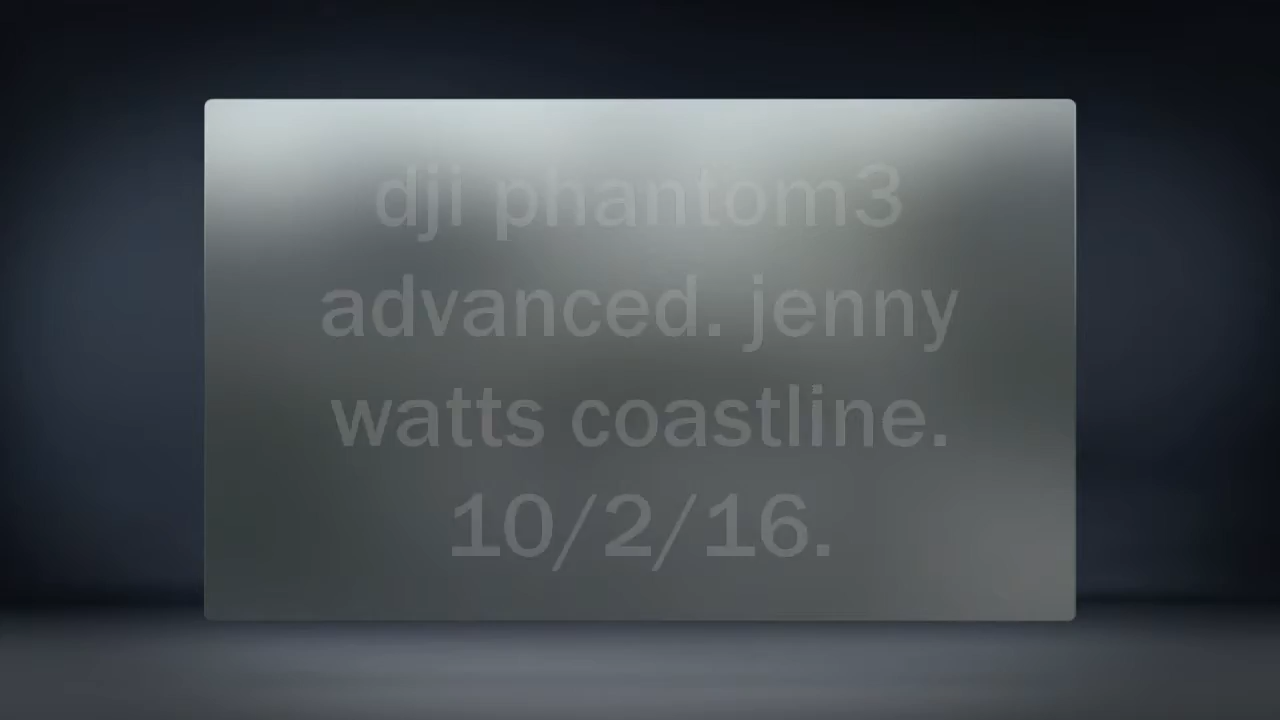 dji phantom3
advanced. jenny
watts coastline.
10/2/16.